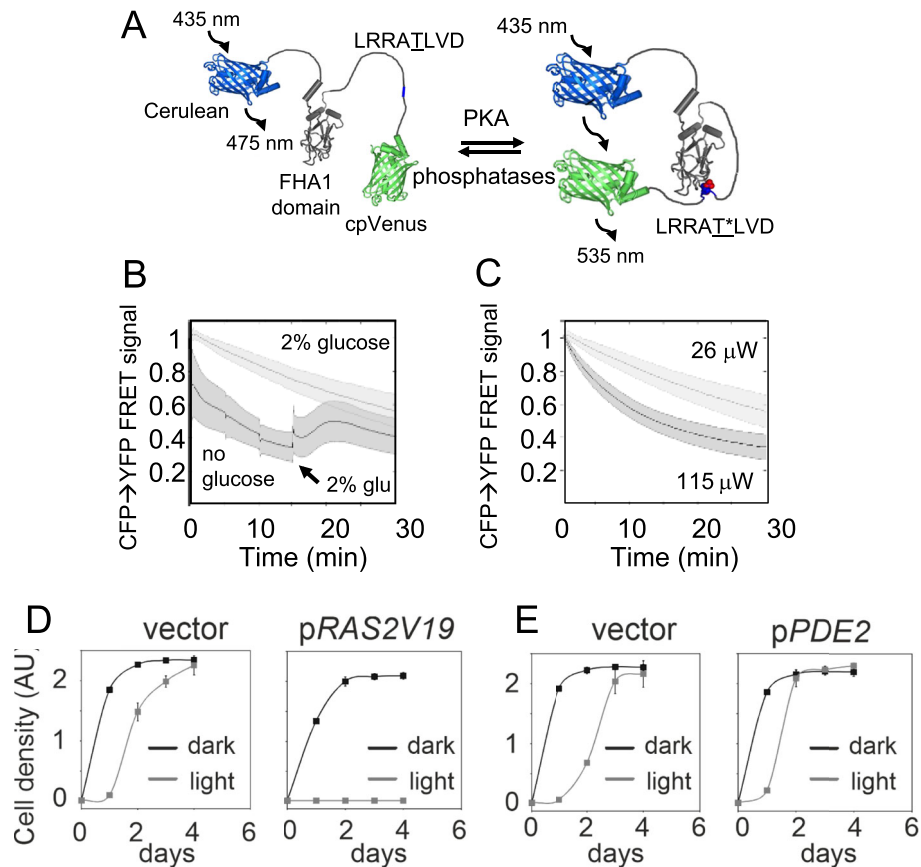 A
435 nm
LRRATLVD
435 nm
Cerulean
475 nm
PKA
phosphatases
FHA1
domain
cpVenus
LRRAT*LVD
535 nm
B
CFP→YFP FRET signal
1
0.8
0.6
0.4
0.2
2% glucose
no
glucose
2% glu
0
10
20
30
Time (min)
C
CFP→YFP FRET signal
1
0.8
0.6
0.4
0.2
26 μW
115 μW
0
10
20
30
Time (min)
D
vector
pRAS2V19
Cell density (AU)
2
1
0
dark
light
0
2
4
6
days
dark
light
0
2
4
6
days
E
vector
pPDE2
2
1
0
dark
light
0
2
4
6
days
dark
light
0
2
4
6
days